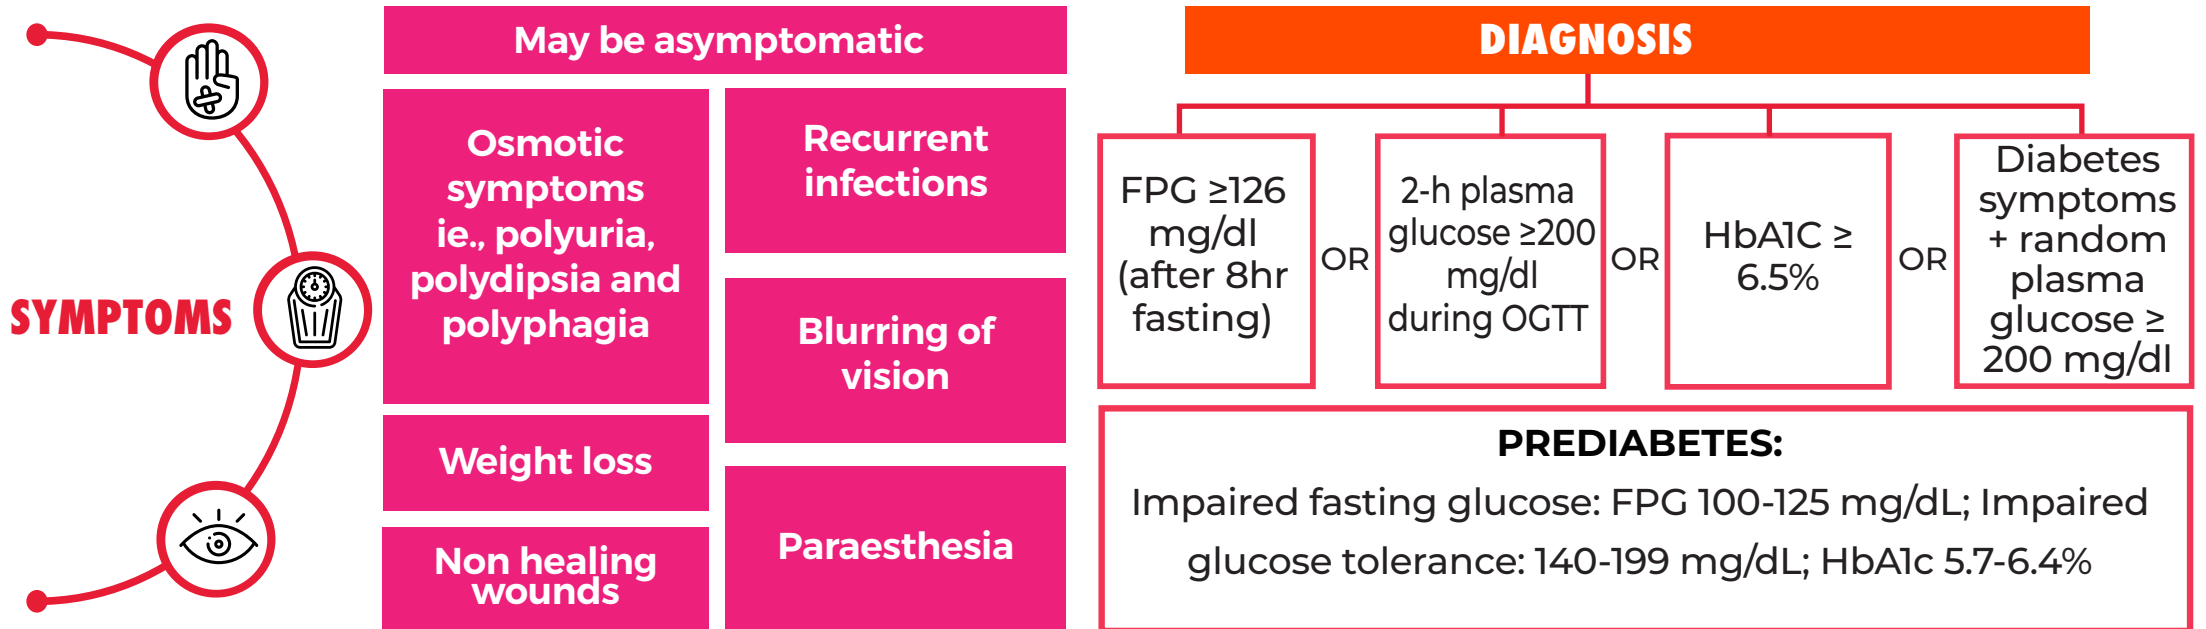 SYMPTOMS
May be asymptomatic
Osmotic
symptoms
ie., polyuria,
polydipsia and
polyphagia
Weight loss
Non healing
wounds
Recurrent
infections
Blurring of
vision
Paraesthesia
DIAGNOSIS
FPG ≥126
mg/dl
(after 8hr
fasting)
OR
2-h plasma
glucose ≥200
mg/dl
during OGTT
OR
HbA1C ≥
6.5%
OR
Diabetes
symptoms
+ random
plasma
glucose ≥
200 mg/dl
PREDIABETES:
Impaired fasting glucose: FPG 100-125 mg/dL; Impaired
glucose tolerance: 140-199 mg/dL; HbA1c 5.7-6.4%